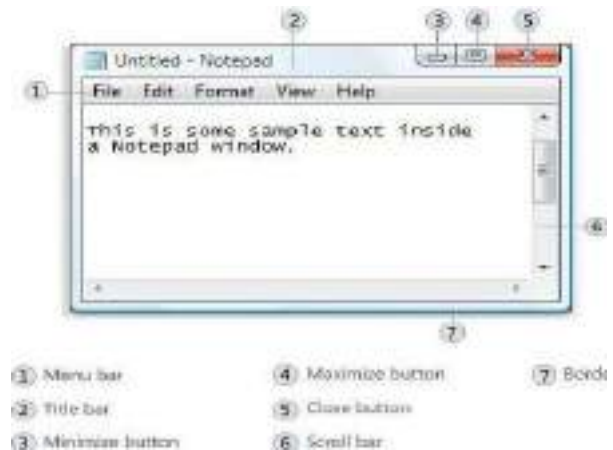 2 3 4 5
Untitled - Notepad
1
File Edit Format View Help
This is some sample text inside
a Notepad window.
6
7
1 Menu bar 4 Maximize button 7 Borde
2 Title bar 5 Close button
3 Minimize button 6 Scroll bar